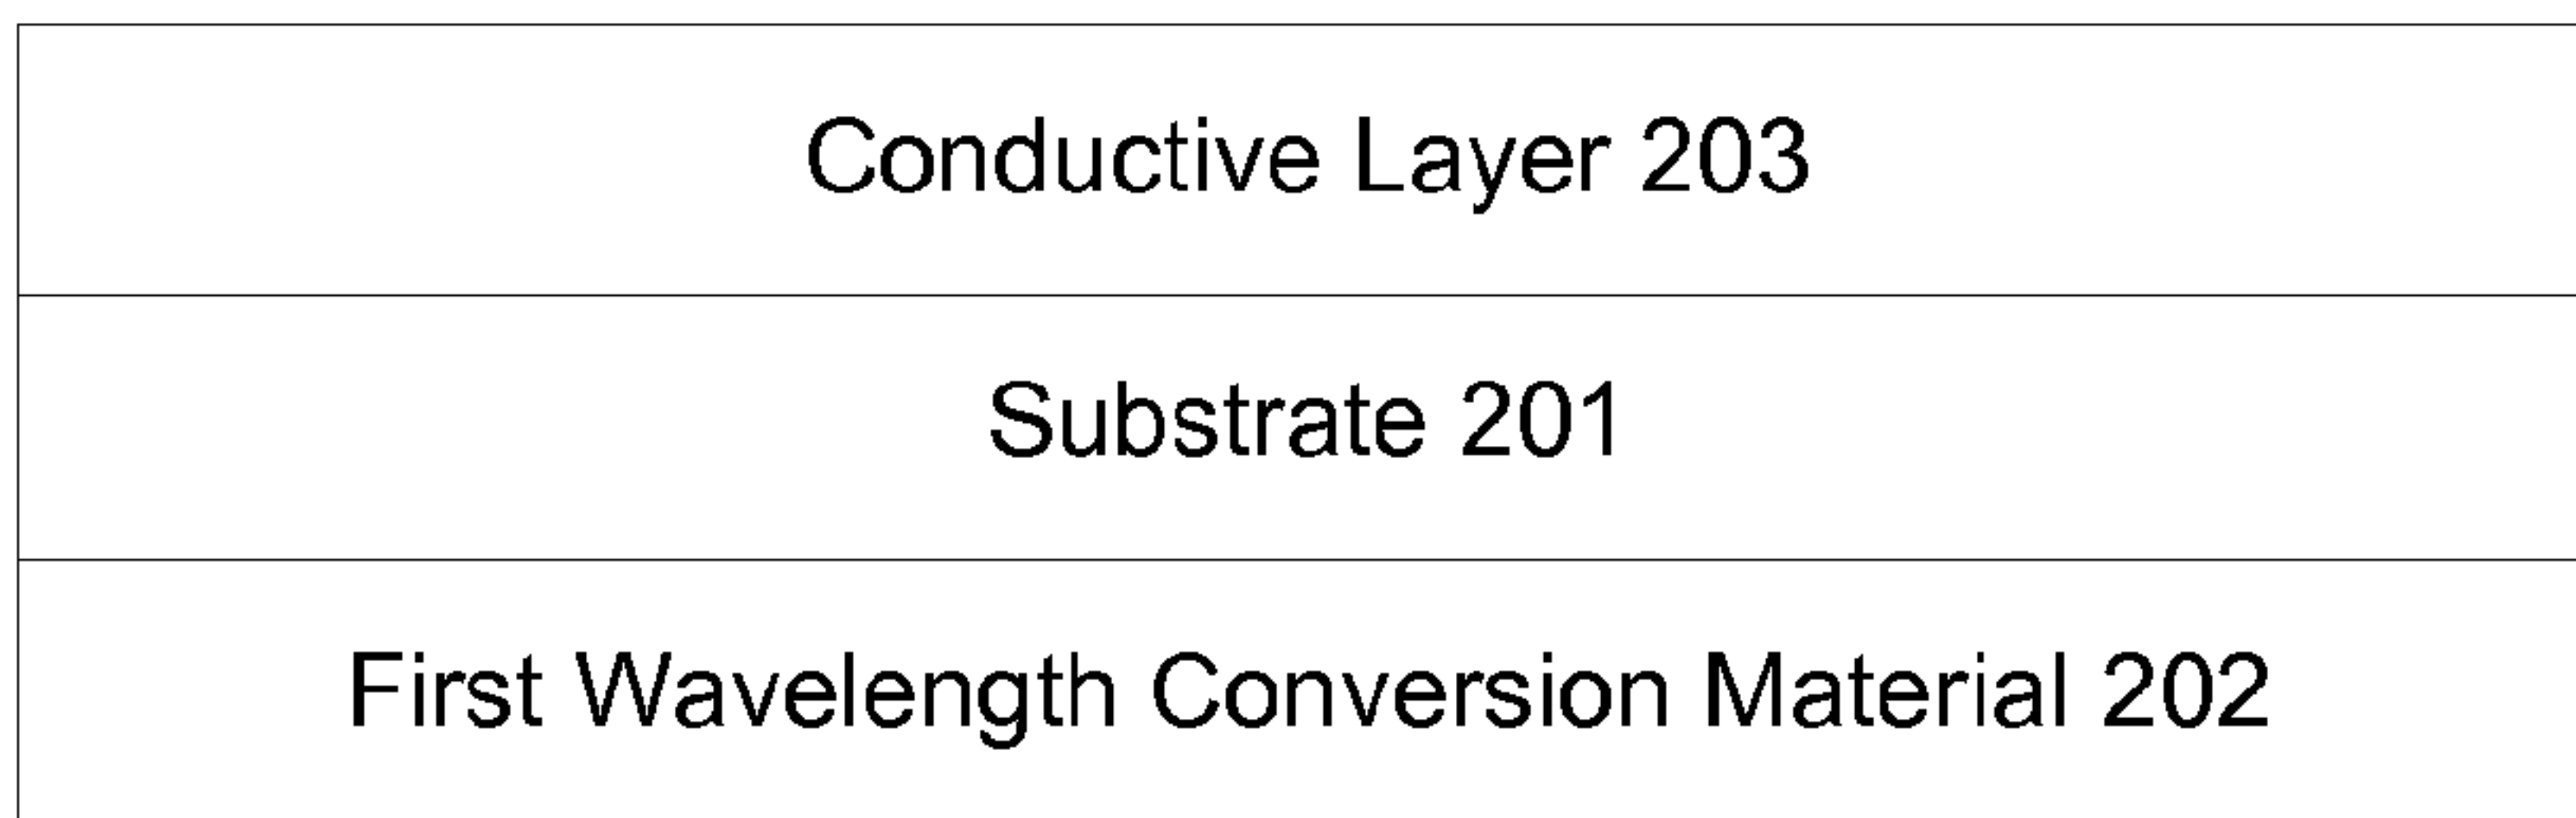 Conductive Layer 203
Substrate 201
First Wavelength Conversion Material 202